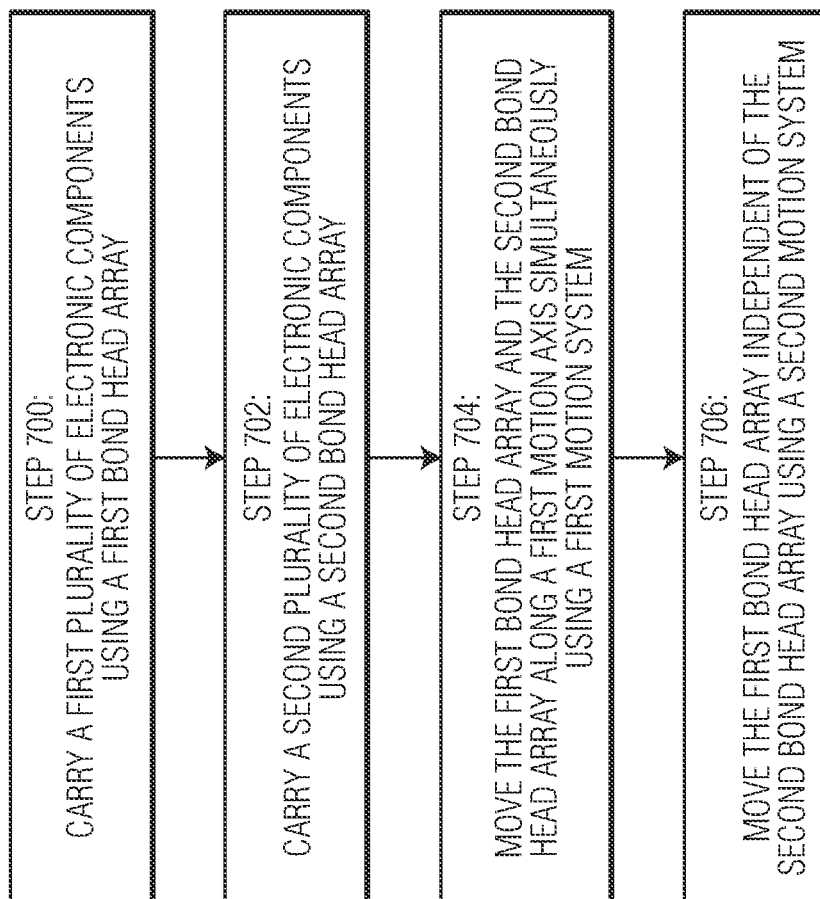 STEP 700:
CARRY A FIRST PLURALITY OF ELECTRONIC COMPONENTS
USING A FIRST BOND HEAD ARRAY
STEP 702:
CARRY A SECOND PLURALITY OF ELECTRONIC COMPONENTS
USING A SECOND BOND HEAD ARRAY
STEP 704:
MOVE THE FIRST BOND HEAD ARRAY AND THE SECOND BOND
HEAD ARRAY ALONG A FIRST MOTION AXIS SIMULTANEOUSLY
USING A FIRST MOTION SYSTEM
STEP 706:
MOVE THE FIRST BOND HEAD ARRAY INDEPENDENT OF THE
SECOND BOND HEAD ARRAY USING A SECOND MOTION SYSTEM